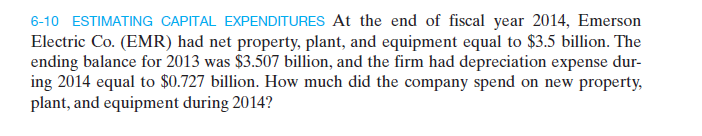 6-10 ESTIMATING CAPITAL EXPENDITURES At the end of fiscal year 2014, Emerson
Electric Co. (EMR) had net property, plant, and equipment equal to $3.5 billion. The
ending balance for 2013 was $3.507 billion, and the firm had depreciation expense dur-
ing 2014 equal to $0.727 billion. How much did the company spend on new property,
plant, and equipment during 2014?